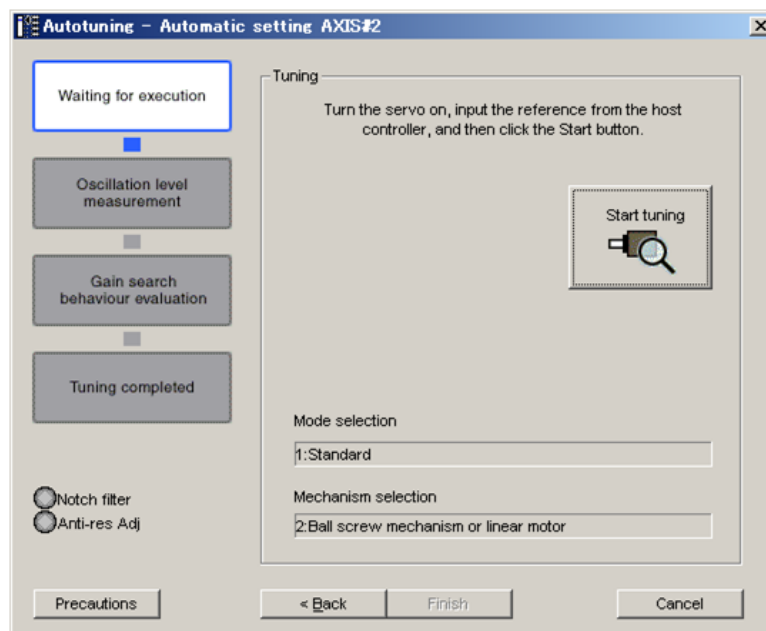 Autotuning - Automatic setting AXIS#2
Waiting for execution
Oscillation level
measurement
Gain search
behaviour evaluation
Tuning completed
Notch filter
Anti-res Adj
Tuning
Turn the servo on, input the reference from the host
controller, and then click the Start button.
Start tuning
Mode selection
1:Standard
Mechanism selection
2:Ball screw mechanism or linear motor
Precautions
< Back
Finish
Cancel